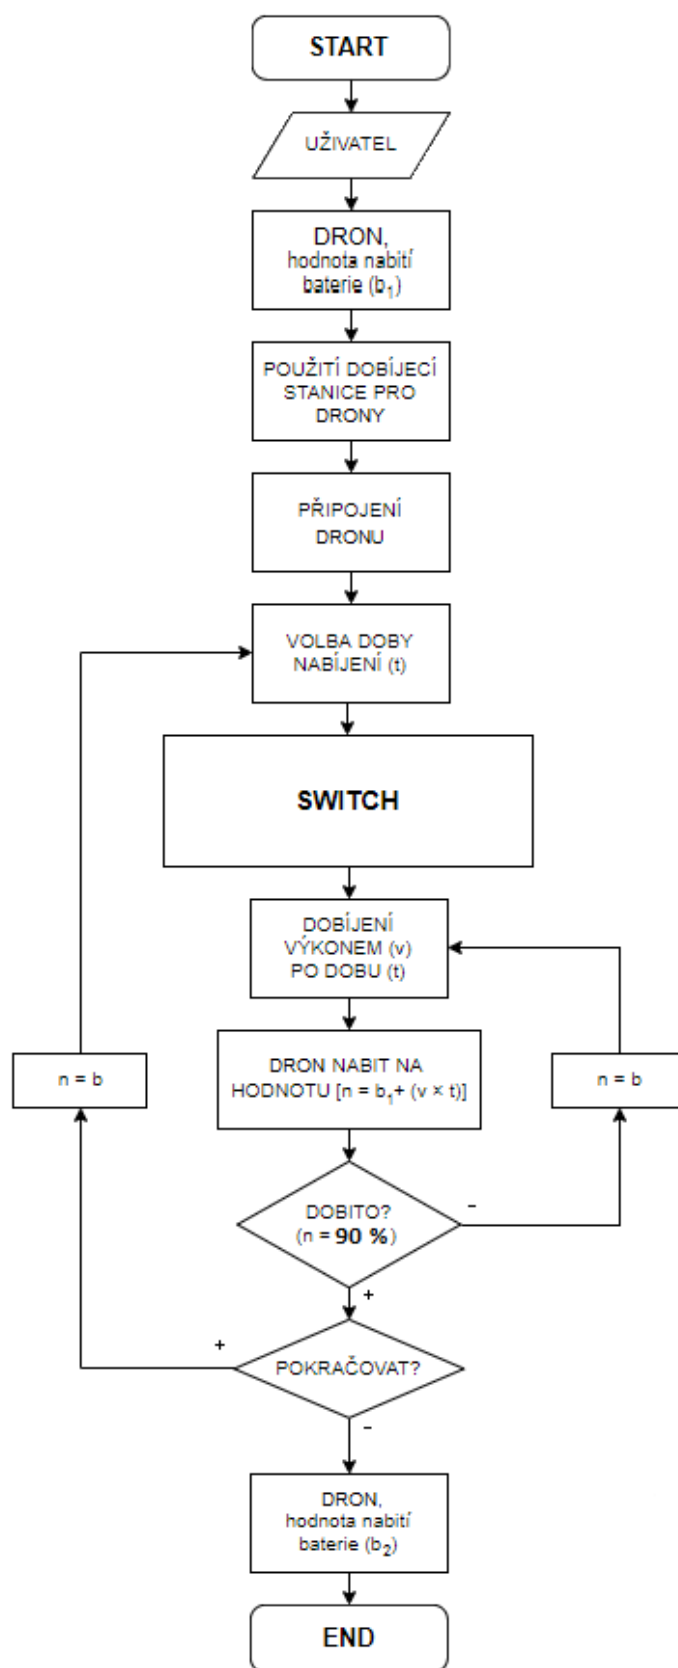 START
UŽIVATEL
DRON,
hodnota nabití
baterie (b₁)
POUŽITÍ DOBÍJECÍ
STANICE PRO
DRONY
PŘIPOJENÍ
DRONU
VOLBA DOBY
NABÍJENÍ (t)
SWITCH
DOBÍJENÍ
VÝKONEM (v)
PO DOBU (t)
DRON NABIT NA
HODNOTU [n = b₁+ (v × t)]
n = b
n = b
DOBITO?
(n = 90 %)
-
+
POKRAČOVAT?
+
-
DRON,
hodnota nabití
baterie (b₂)
END